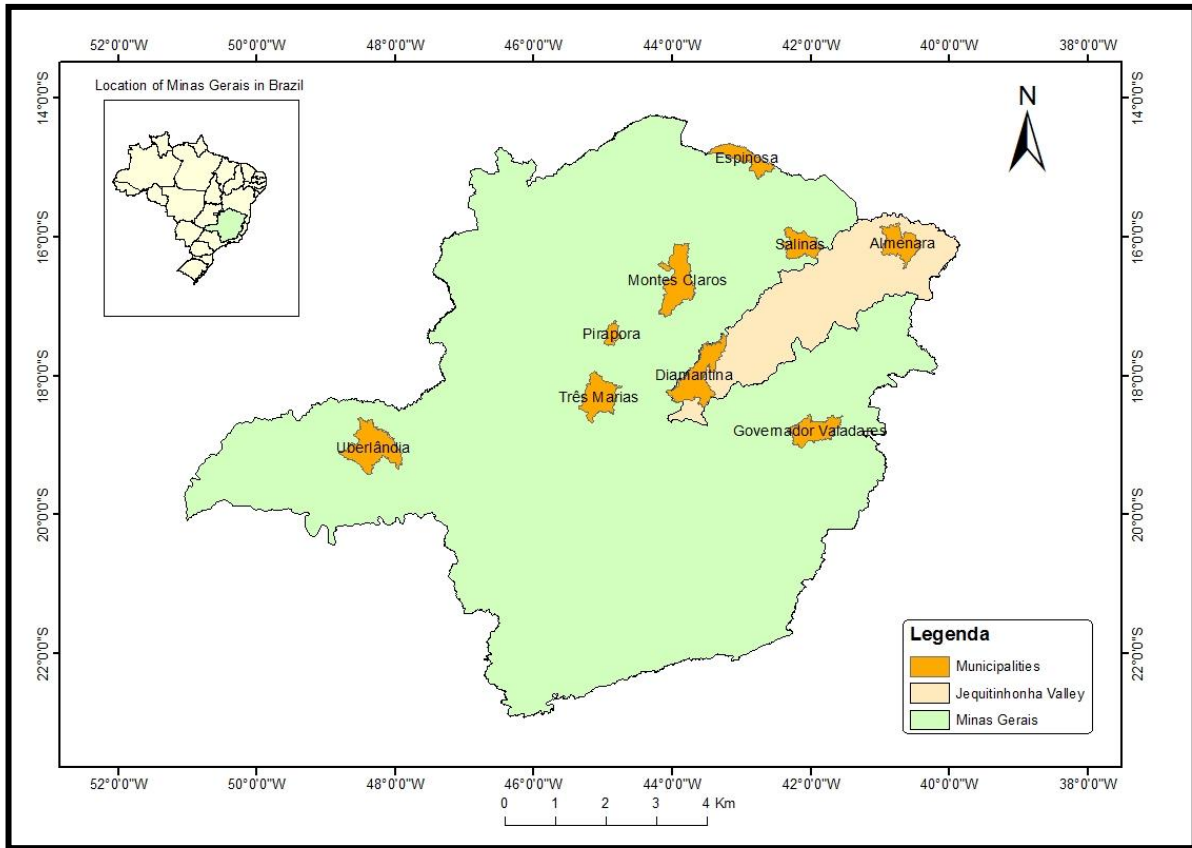 52°0'0"W 50°0'0"W 48°0'0"W 46°0'0"W 44°0'0"W 42°0'0"W 40°0'0"W 38°0'0"W
Location of Minas Gerais in Brazil
N
14°0'0"S
14°0'0"S
16°0'0"S
16°0'0"S
18°0'0"S
18°0'0"S
20°0'0"S
20°0'0"S
22°0'0"S
22°0'0"S
Espinosa
Salinas
Almenara
Montes Claros
Pirapora
Diamantina
Três Marias
Governador Valadares
Uberlândia
Legenda
Municipalities
Jequitinhonha Valley
Minas Gerais
52°0'0"W 50°0'0"W 48°0'0"W 46°0'0"W 44°0'0"W 42°0'0"W 40°0'0"W 38°0'0"W
0 1 2 3 4 Km